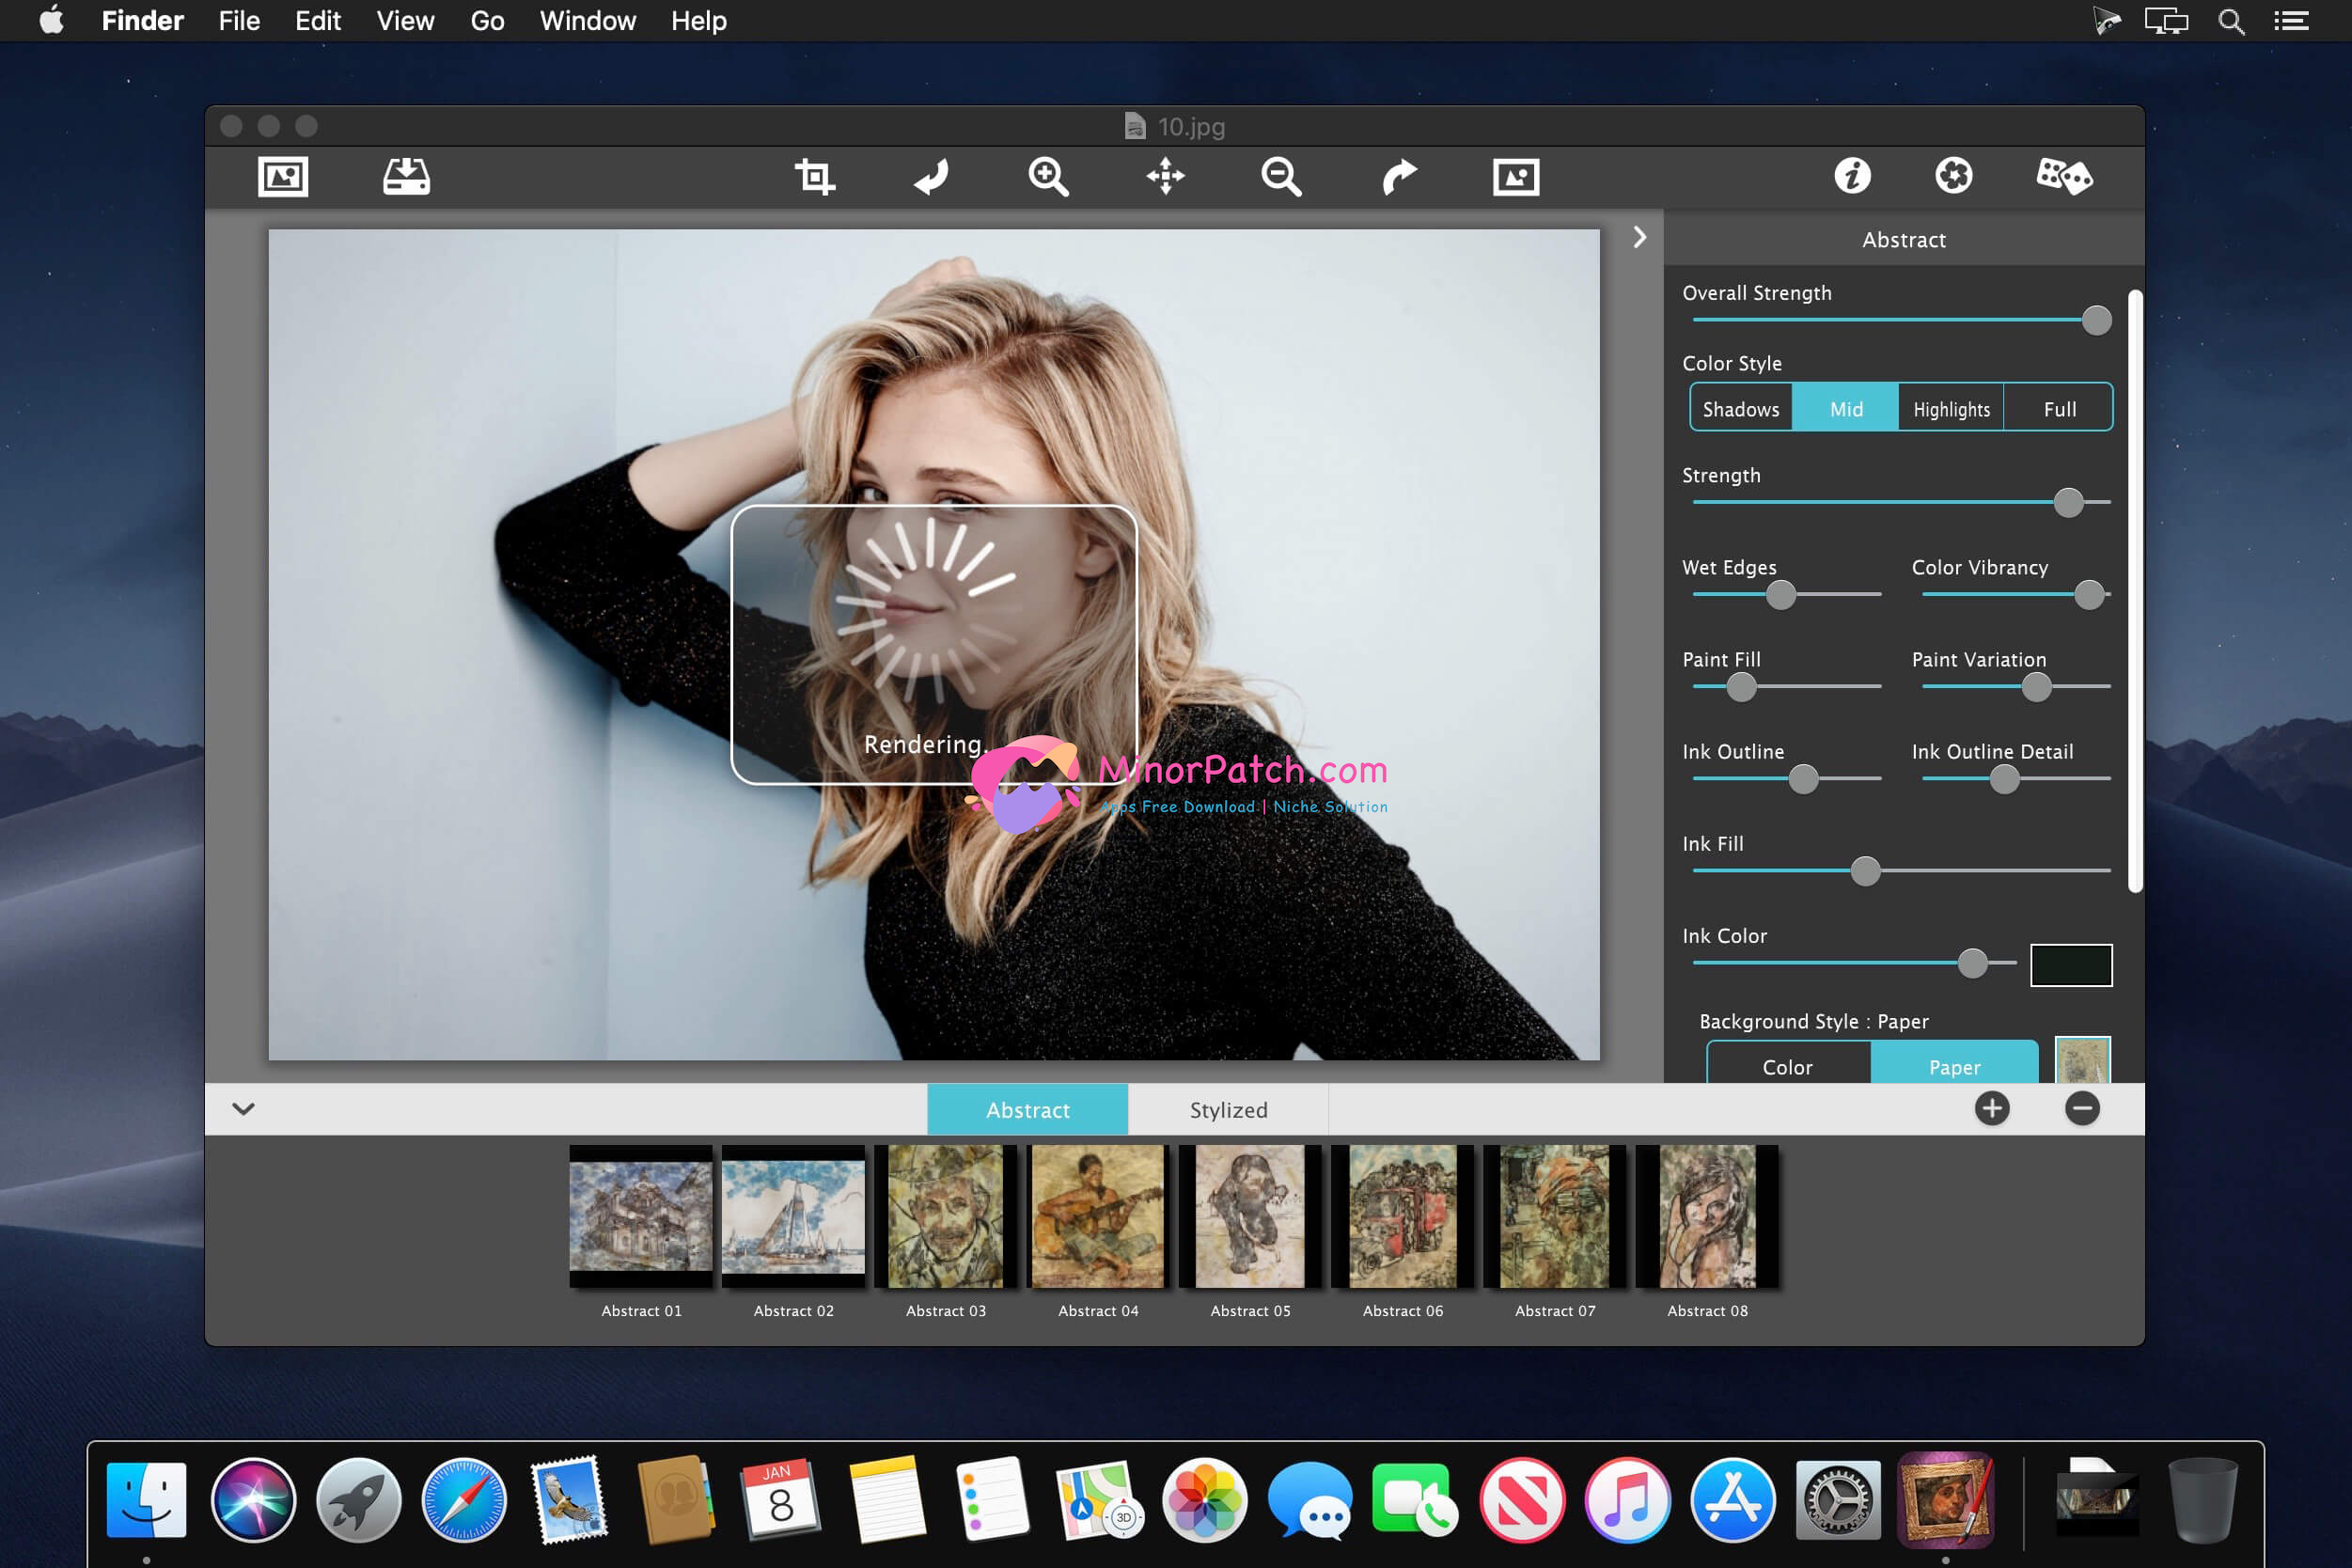 Finder File Edit View Go Window Help
10.jpg
Abstract
Overall Strength
Color Style
Shadows Mid Highlights Full
Strength
Wet Edges Color Vibrancy
Paint Fill Paint Variation
Ink Outline Ink Outline Detail
Ink Fill
Ink Color
Background Style : Paper
Color Paper
Rendering.
MinorPatch.com
Apps Free Download | Niche Solution
Abstract Stylized
Abstract 01 Abstract 02 Abstract 03 Abstract 04 Abstract 05 Abstract 06 Abstract 07 Abstract 08
JAN
8
3D